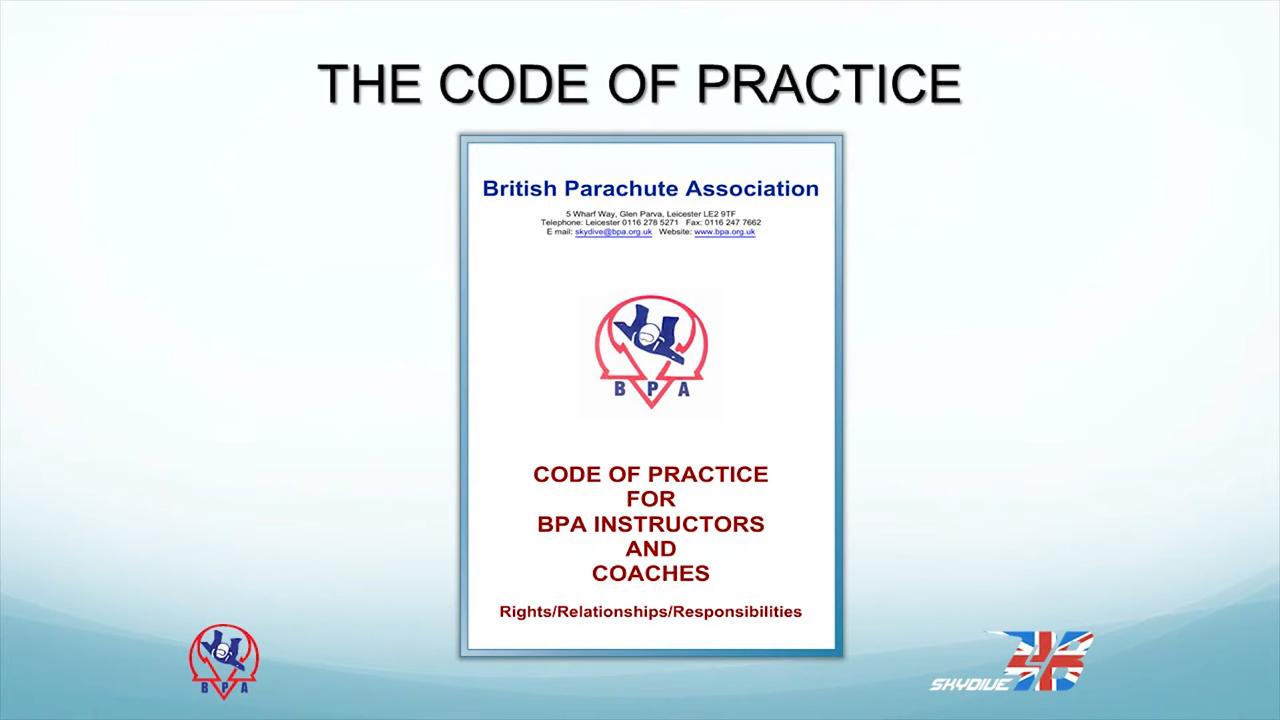 THE CODE OF PRACTICE
British Parachute Association
5 Wharf Way, Glen Parva, Leicester LE2 9TF
Telephone: Leicester 0116 278 5271 Fax: 0116 247 7662
E mail: skydive@bpa.org.uk Website: www.bpa.org.uk
B P A
CODE OF PRACTICE
FOR
BPA INSTRUCTORS
AND
COACHES
Rights/Relationships/Responsibilities
B P A
SKYDIVE